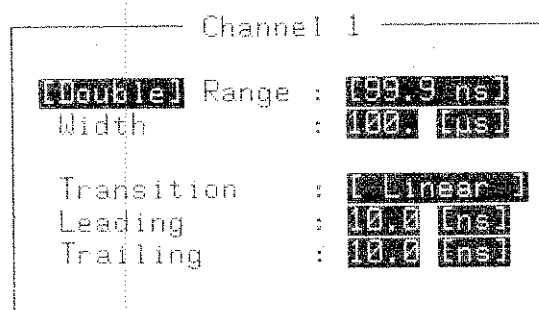 Channel 1
[Double] Range : [99.9 ns]
Width : 100. [ns]
Transition : [ Linear ]
Leading : 10.0 [ns]
Trailing : 10.0 [ns]